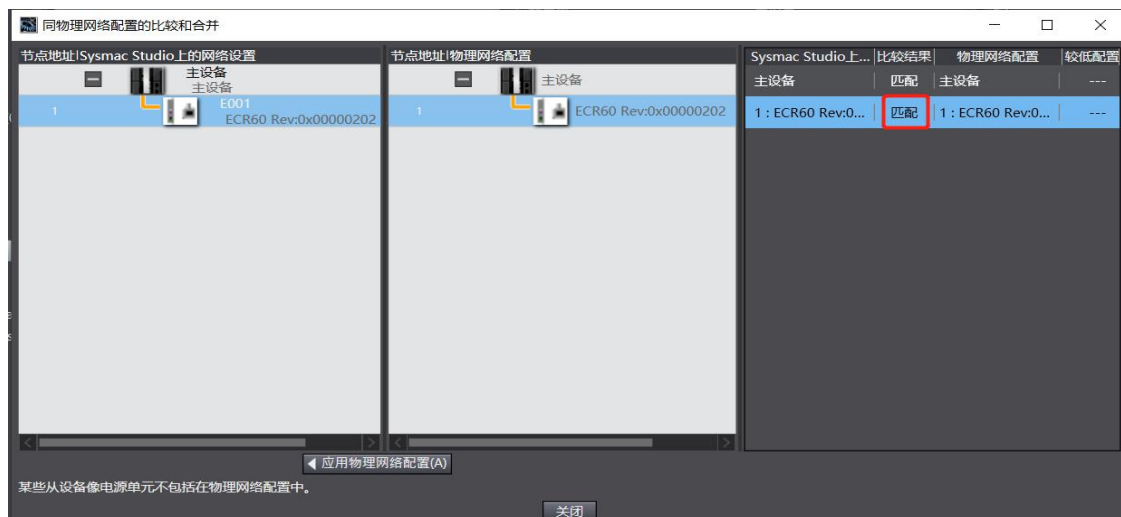 同物理网络配置的比较和合并
节点地址|Sysmac Studio上的网络设置
主设备
主设备
1
E001
ECR60 Rev:0x00000202
节点地址|物理网络配置
主设备
1
ECR60 Rev:0x00000202
Sysmac Studio上...|比较结果| 物理网络配置 |较低配置
主设备 匹配 主设备 ---
1 : ECR60 Rev:0... 匹配 1 : ECR60 Rev:0... ---
应用物理网络配置(A)
某些从设备像电源单元不包括在物理网络配置中。
关闭